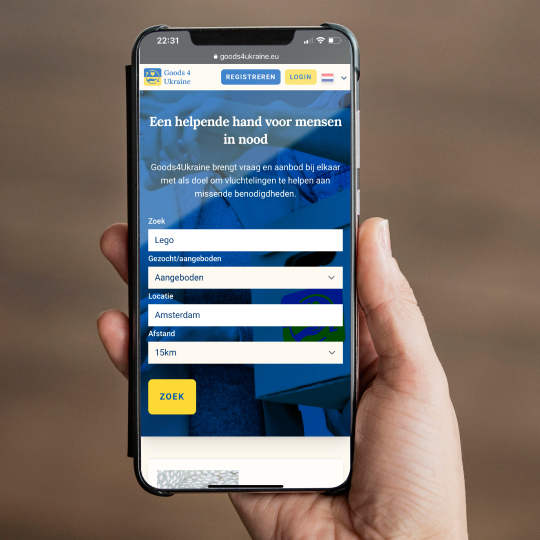 22:31
goods4ukraine.eu
Goods 4
Ukraine
REGISTREREN
LOGIN
Een helpende hand voor mensen
in nood
Goods4Ukraine brengt vraag en aanbod bij elkaar
met als doel om vluchtelingen te helpen aan
missende benodigdheden.
Zoek
Lego
Gezocht/aangeboden
Aangeboden
Locatie
Amsterdam
Afstand
15km
ZOEK